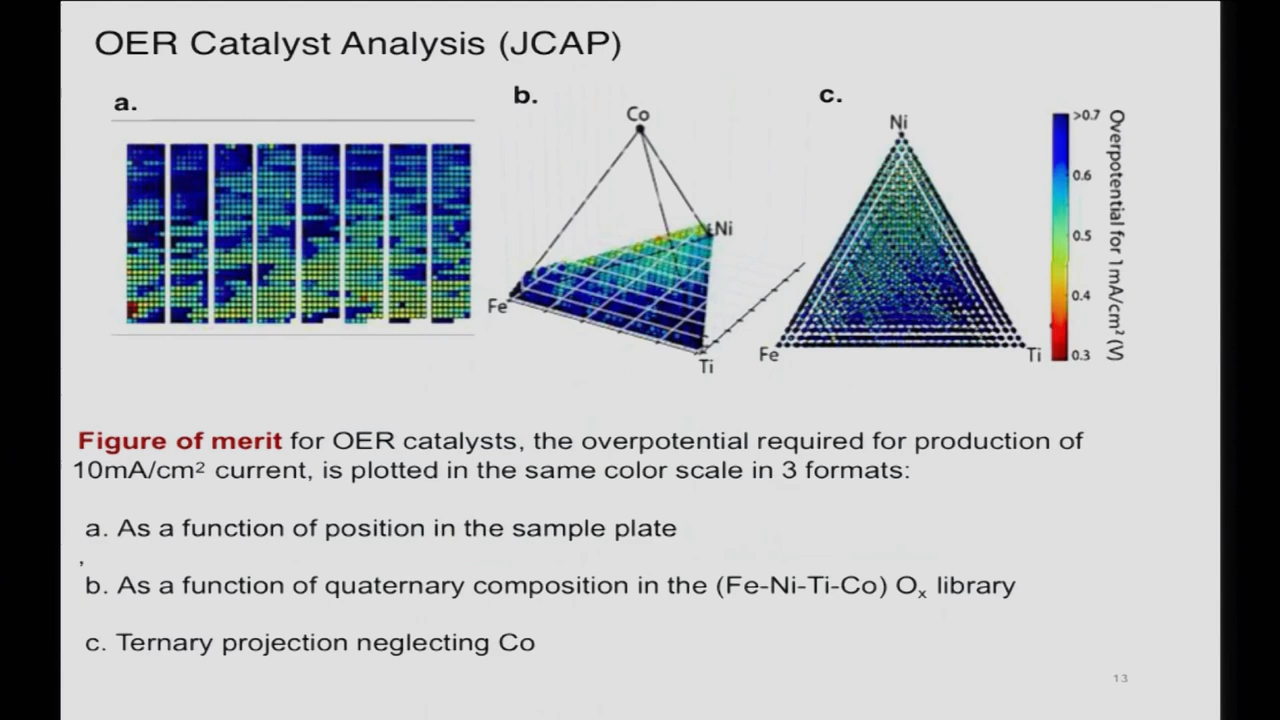 OER Catalyst Analysis (JCAP)
a.
b.
c.
Co
Ni
Fe
Ti
Ni
Fe
Ti
>0.7
0.6
0.5
0.4
0.3
Overpotential for 1mA/cm² (V)
Figure of merit for OER catalysts, the overpotential required for production of
10mA/cm² current, is plotted in the same color scale in 3 formats:
a. As a function of position in the sample plate
,
b. As a function of quaternary composition in the (Fe-Ni-Ti-Co) Oₓ library
c. Ternary projection neglecting Co
13